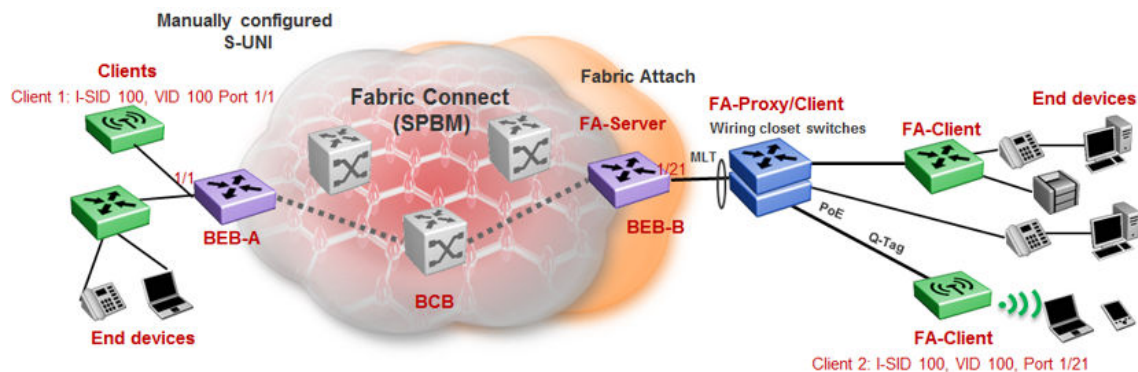 Manually configured
S-UNI
Clients
Client 1: I-SID 100, VID 100 Port 1/1
Fabric Connect
(SPBM)
Fabric Attach
FA-Server
FA-Proxy/Client
Wiring closet switches
End devices
FA-Client
MLT
1/21
1/1
BEB-A
BEB-B
PoE
Q-Tag
BCB
End devices
FA-Client
Client 2: I-SID 100, VID 100, Port 1/21